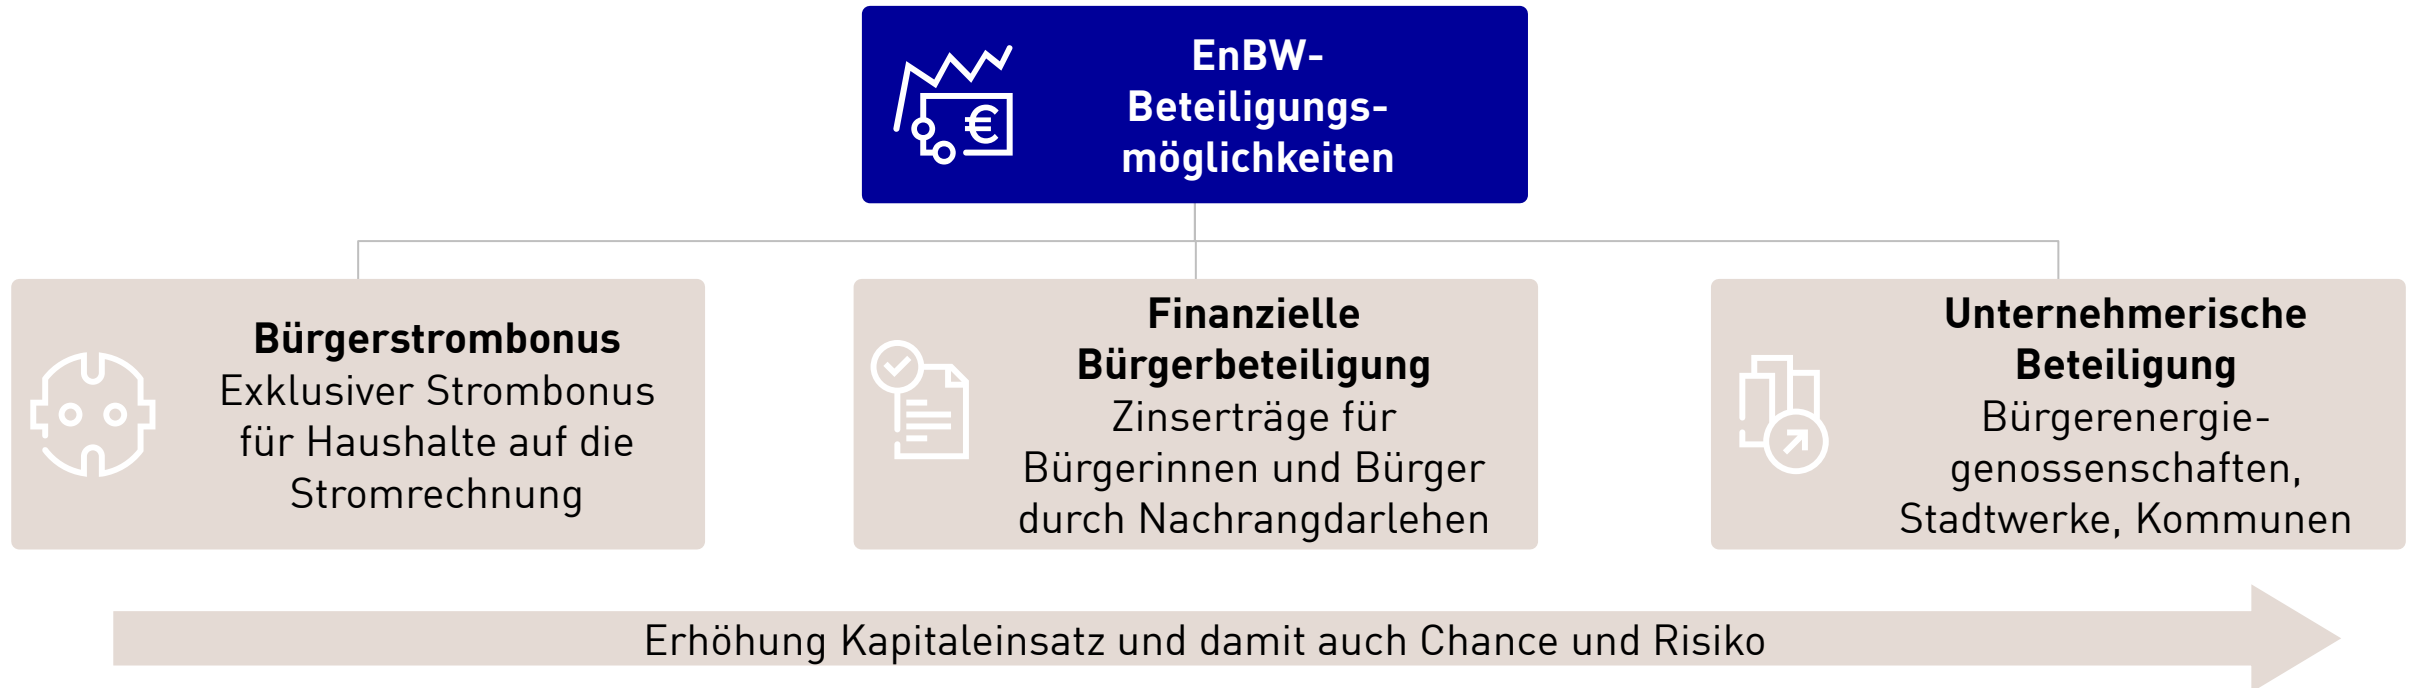 EnBW-
Beteiligungs-
möglichkeiten
€
Bürgerstrombonus
Exklusiver Strombonus
für Haushalte auf die
Stromrechnung
Finanzielle
Bürgerbeteiligung
Zinserträge für
Bürgerinnen und Bürger
durch Nachrangdarlehen
Unternehmerische
Beteiligung
Bürgerenergie-
genossenschaften,
Stadtwerke, Kommunen
Erhöhung Kapitaleinsatz und damit auch Chance und Risiko